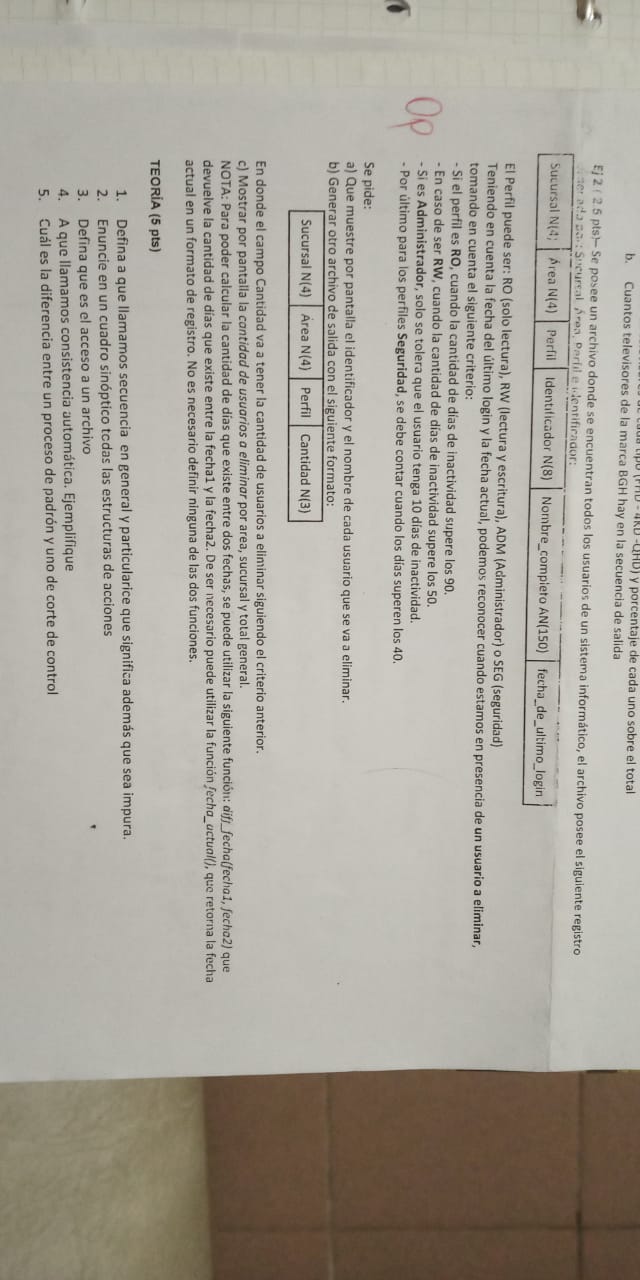 cada tipo (FHD - 4KD -QHD) y porcentaje de cada uno sobre el total
b. Cuantos televisores de la marca BGH hay en la secuencia de salida
Ej 2 ( 2 5 pts)– Se posee un archivo donde se encuentran todos los usuarios de un sistema informático, el archivo posee el siguiente registro
Sucursal, Área, Perfil e identificador:
Sucursal N(4) Área N(4) Perfil Identificador N(8) Nombre_completo AN(150) fecha_de_ultimo_login
El Perfil puede ser: RO (solo lectura), RW (lectura y escritura), ADM (Administrador) o SEG (seguridad)
Teniendo en cuenta la fecha del último login y la fecha actual, podemos reconocer cuando estamos en presencia de un usuario a eliminar,
tomando en cuenta el siguiente criterio:
- Si el perfil es RO, cuando la cantidad de días de inactividad supere los 90.
- En caso de ser RW, cuando la cantidad de días de inactividad supere los 50.
- Si es Administrador, solo se tolera que el usuario tenga 10 días de inactividad.
- Por último para los perfiles Seguridad, se debe contar cuando los días superen los 40.
Op
Se pide:
a) Que muestre por pantalla el identificador y el nombre de cada usuario que se va a eliminar.
b) Generar otro archivo de salida con el siguiente formato:
Sucursal N(4) Área N(4) Perfil Cantidad N(3)
En donde el campo Cantidad va a tener la cantidad de usuarios a eliminar siguiendo el criterio anterior.
c) Mostrar por pantalla la cantidad de usuarios a eliminar por area, sucursal y total general.
NOTA: Para poder calcular la cantidad de días que existe entre dos fechas, se puede utilizar la siguiente función: diff_fecha(fecha1, fecha2) que
devuelve la cantidad de días que existe entre la fecha1 y la fecha2. De ser necesario puede utilizar la función fecha_actual(), que retorna la fecha
actual en un formato de registro. No es necesario definir ninguna de las dos funciones.
TEORÍA (5 pts)
1. Defina a que llamamos secuencia en general y particularice que significa además que sea impura.
2. Enuncie en un cuadro sinóptico todas las estructuras de acciones
3. Defina que es el acceso a un archivo
4. A que llamamos consistencia automática. Ejemplifique
5. Cuál es la diferencia entre un proceso de padrón y uno de corte de control